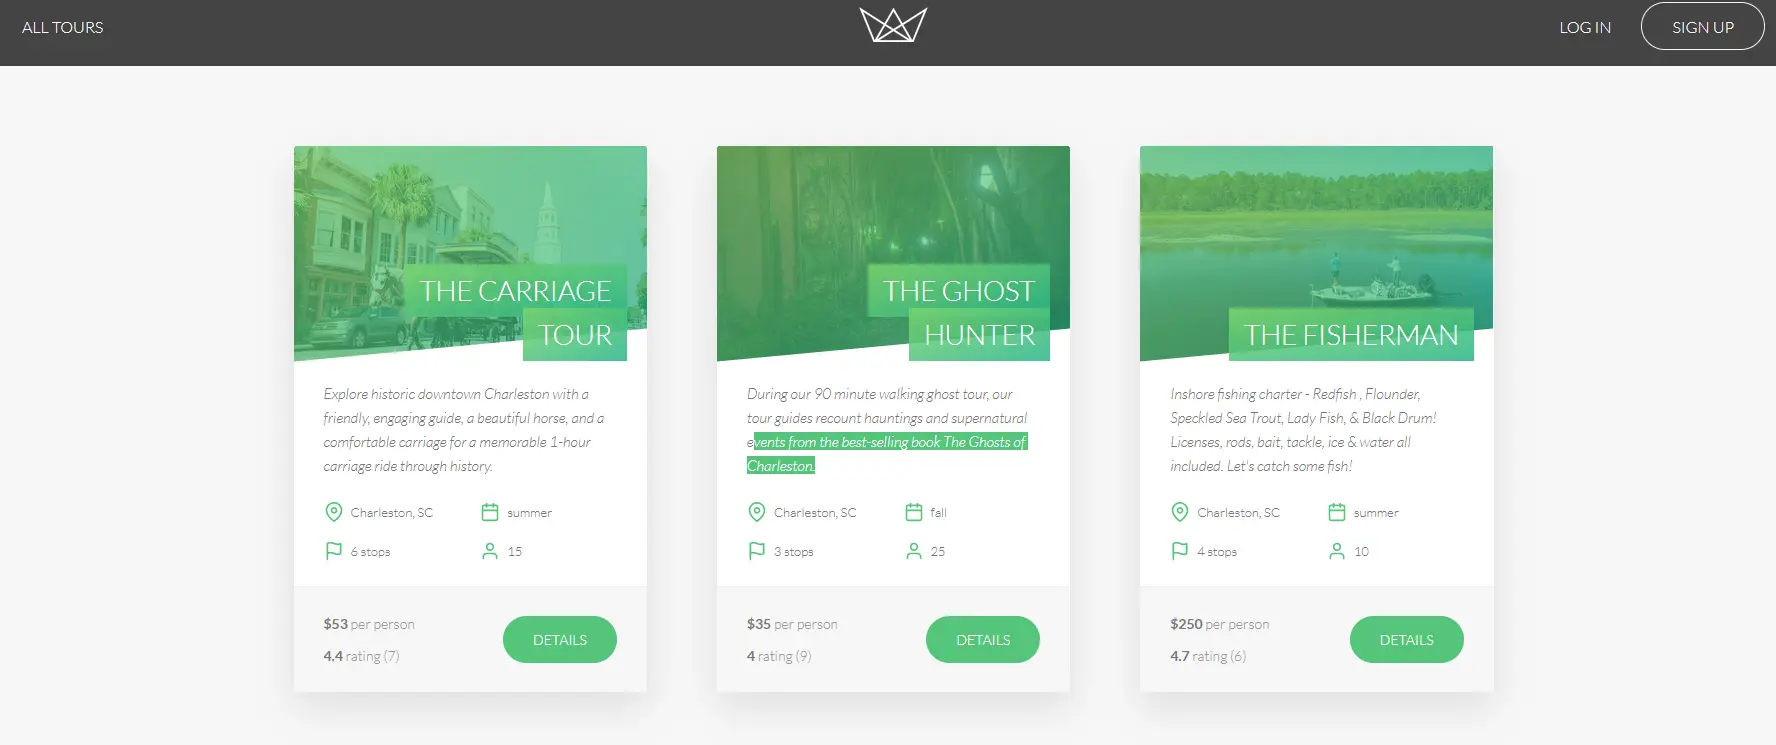 ALL TOURS
LOG IN
SIGN UP
THE CARRIAGE
TOUR
Explore historic downtown Charleston with a
friendly, engaging guide, a beautiful horse, and a
comfortable carriage for a memorable 1-hour
carriage ride through history.
Charleston, SC
summer
6 stops
15
$53 per person
4.4 rating (7)
DETAILS
THE GHOST
HUNTER
During our 90 minute walking ghost tour, our
tour guides recount hauntings and supernatural
events from the best-selling book The Ghosts of
Charleston.
Charleston, SC
fall
3 stops
25
$35 per person
4 rating (9)
DETAILS
THE FISHERMAN
Inshore fishing charter - Redfish , Flounder,
Speckled Sea Trout, Lady Fish, & Black Drum!
Licenses, rods, bait, tackle, ice & water all
included. Let's catch some fish!
Charleston, SC
summer
4 stops
10
$250 per person
4.7 rating (6)
DETAILS